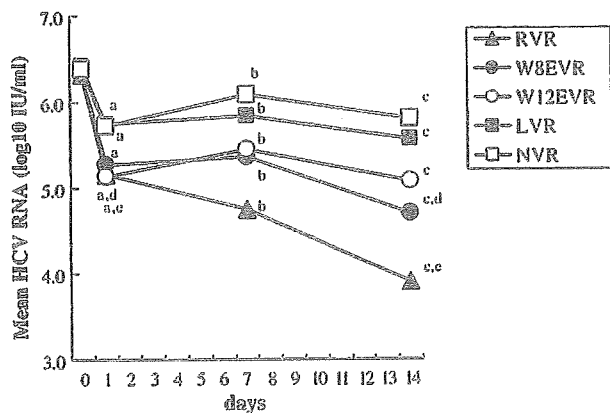 Mean HCV RNA (log10 IU/ml)
7.0
6.0
5.0
4.0
3.0
a
a
a
a,d
a,e
b
b
b
b
b
c
c
c
c,d
c,e
0 1 2 3 4 5 6 7 8 9 10 11 12 13 14
days
RVR
W8EVR
W12EVR
LVR
NVR